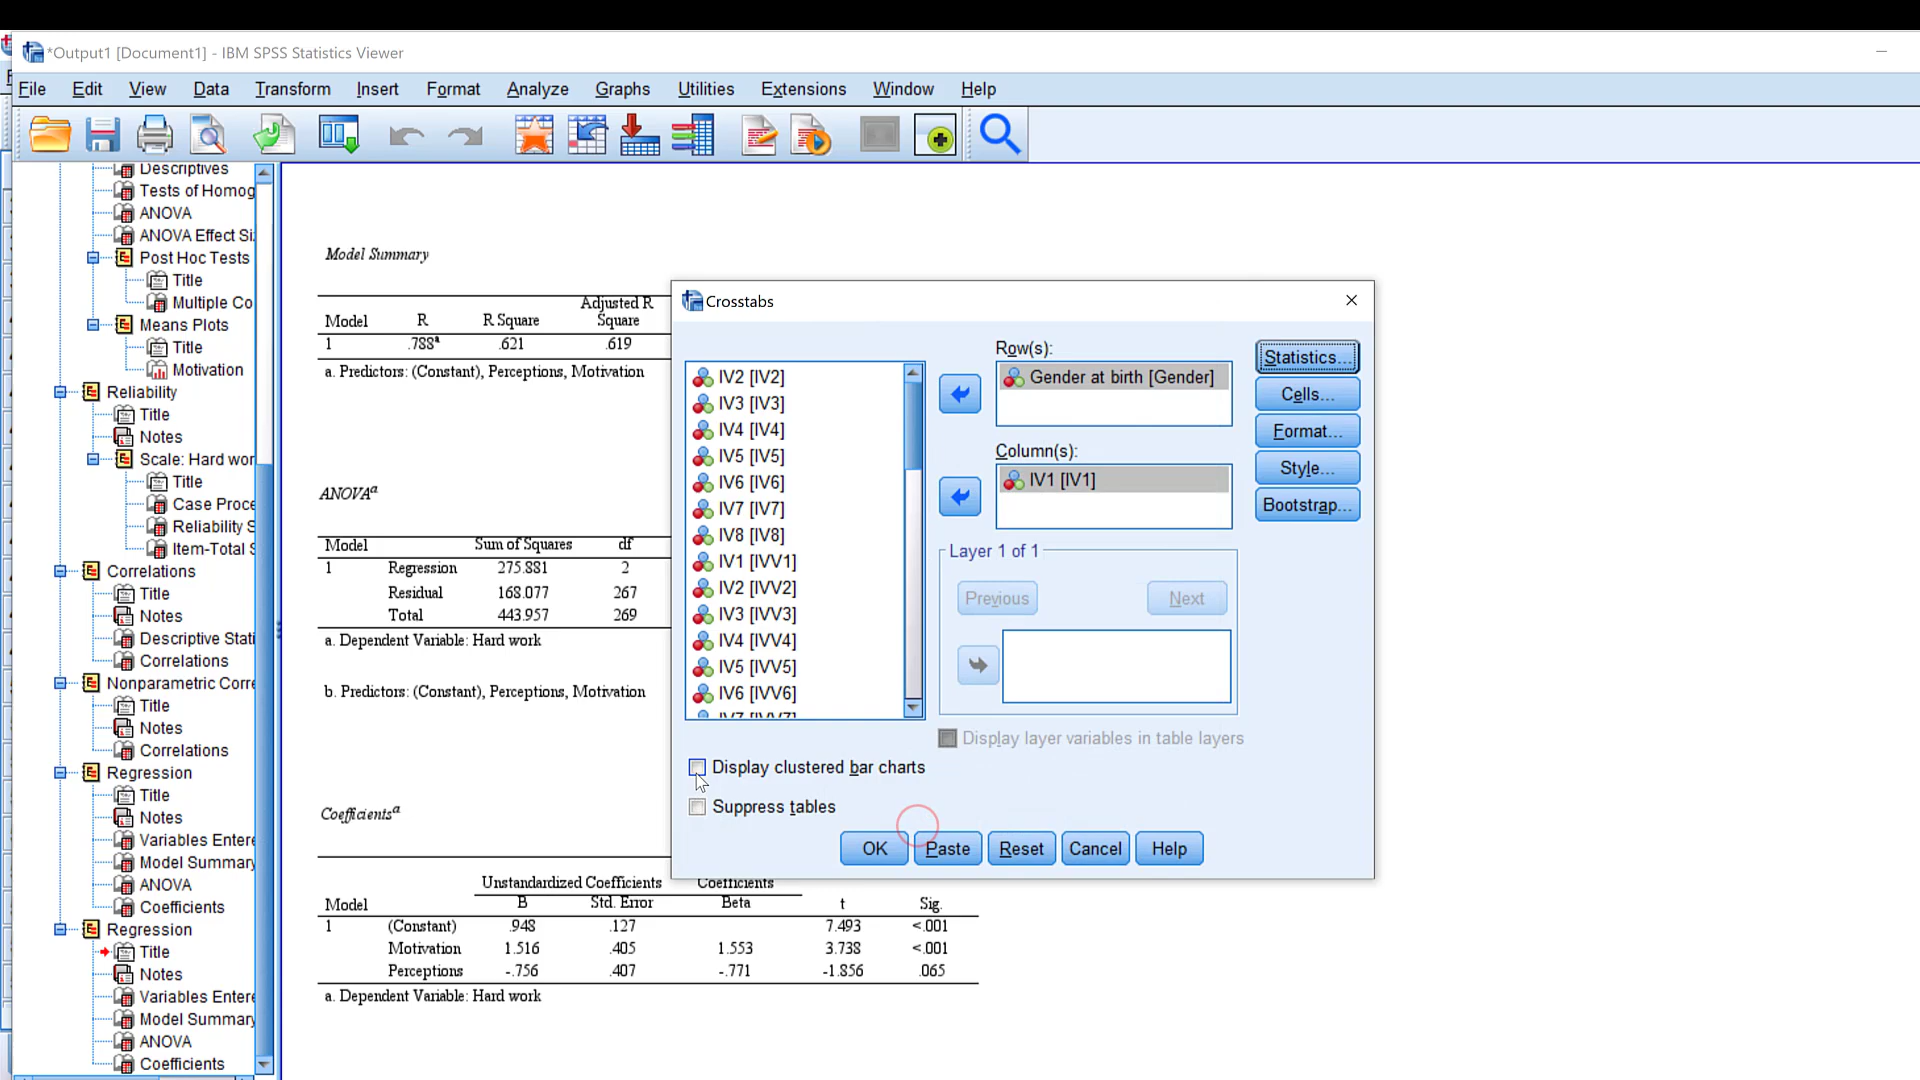 *Output1 [Document1] - IBM SPSS Statistics Viewer
File Edit View Data Transform Insert Format Analyze Graphs Utilities Extensions Window Help
Descriptives
Tests of Homog
ANOVA
ANOVA Effect Si
Post Hoc Tests
Title
Multiple Co
Means Plots
Title
Motivation
Reliability
Title
Notes
Scale: Hard wor
Title
Case Proce
Reliability S
Item-Total S
Correlations
Title
Notes
Descriptive Stati
Correlations
Nonparametric Corre
Title
Notes
Correlations
Regression
Title
Notes
Variables Entere
Model Summary
ANOVA
Coefficients
Regression
Title
Notes
Variables Entere
Model Summary
ANOVA
Coefficients
Model Summary
Adjusted R
Model R R Square Square
1 .788a .621 .619
a. Predictors: (Constant), Perceptions, Motivation
ANOVAa
Model Sum of Squares df
1 Regression 275.881 2
Residual 168.077 267
Total 443.957 269
a. Dependent Variable: Hard work
b. Predictors: (Constant), Perceptions, Motivation
Coefficientsa
Unstandardized Coefficients Coefficients
Model B Std. Error Beta t Sig.
1 (Constant) .948 .127 7.493 <.001
Motivation 1.516 .405 1.553 3.738 <.001
Perceptions -.756 .407 -.771 -1.856 .065
a. Dependent Variable: Hard work
Crosstabs
IV2 [IV2]
IV3 [IV3]
IV4 [IV4]
IV5 [IV5]
IV6 [IV6]
IV7 [IV7]
IV8 [IV8]
IV1 [IVV1]
IV2 [IVV2]
IV3 [IVV3]
IV4 [IVV4]
IV5 [IVV5]
IV6 [IVV6]
IV7 [IVV7]
Row(s):
Gender at birth [Gender]
Column(s):
IV1 [IV1]
Layer 1 of 1
Previous Next
Display layer variables in table layers
Statistics...
Cells...
Format...
Style...
Bootstrap...
Display clustered bar charts
Suppress tables
OK Paste Reset Cancel Help